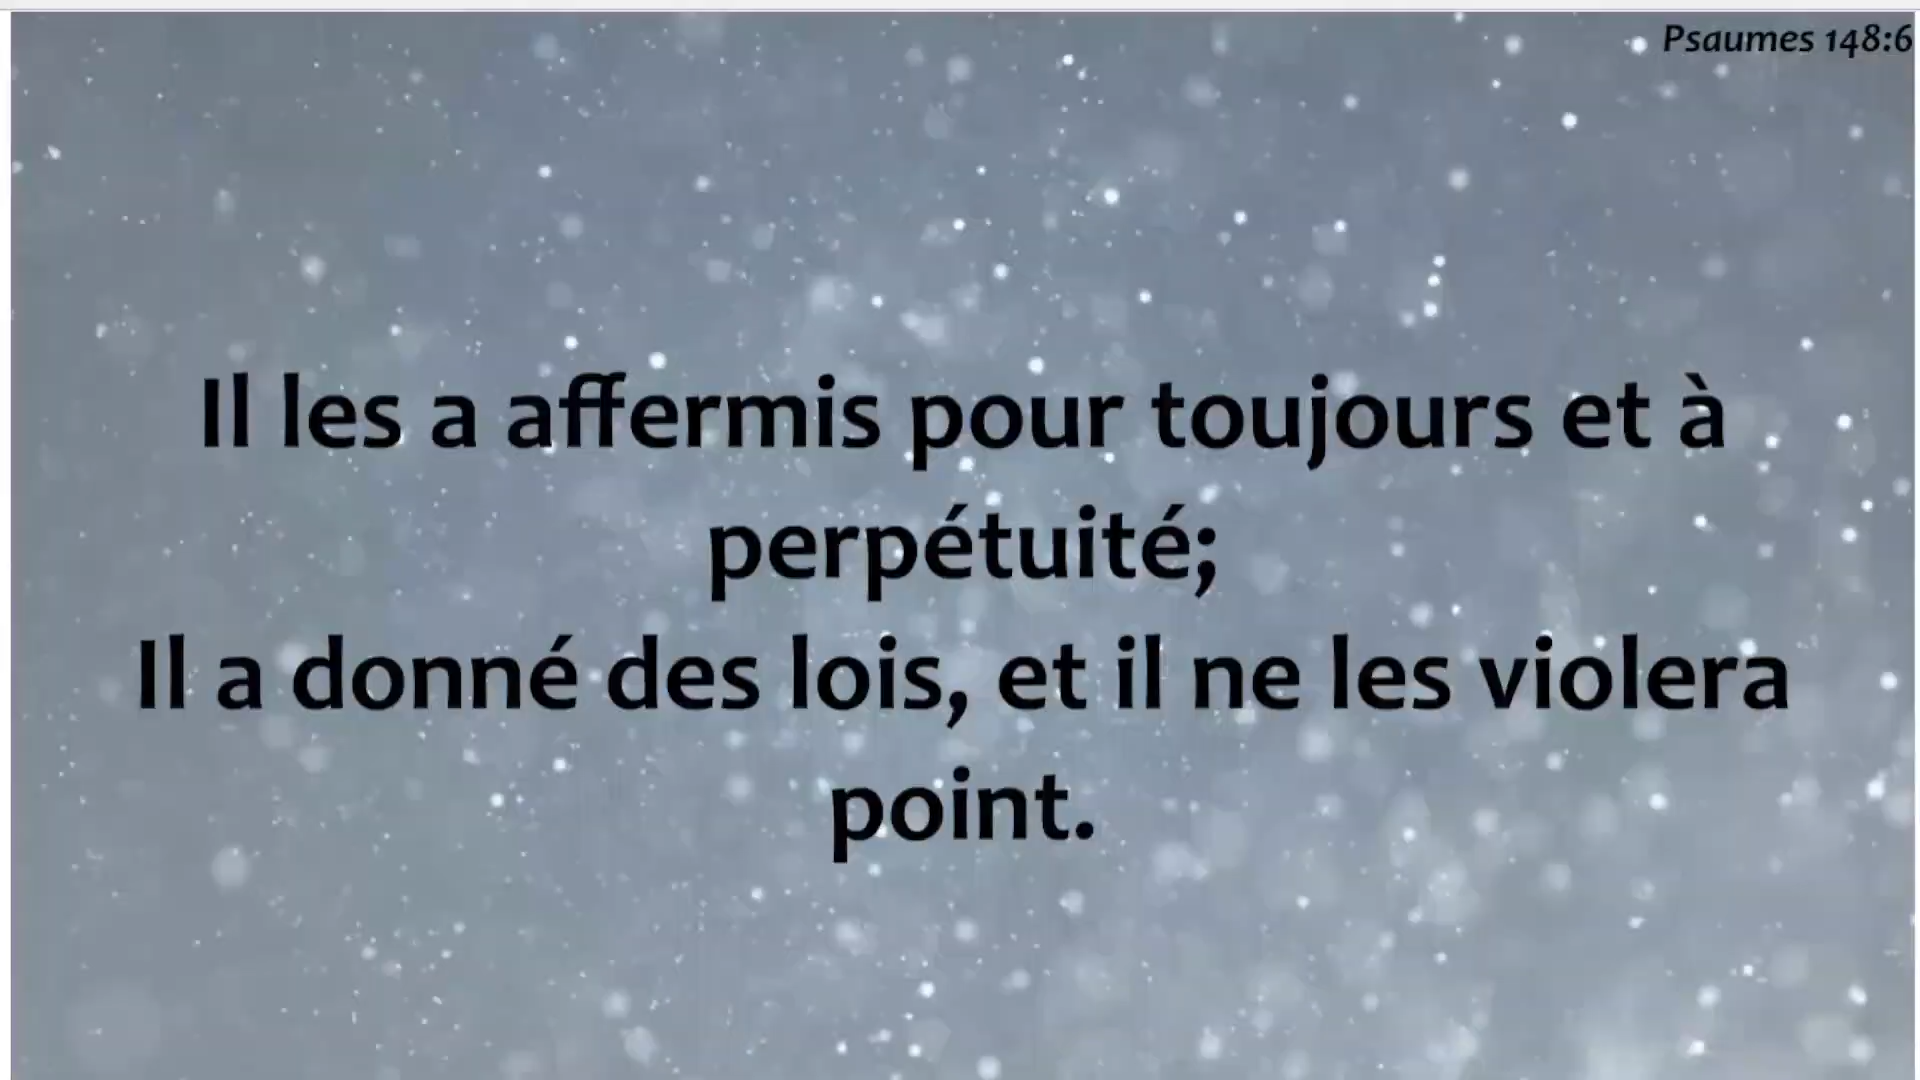 Psaumes 148:6
Il les a affermis pour toujours et à
perpétuité;
Il a donné des lois, et il ne les violera
point.